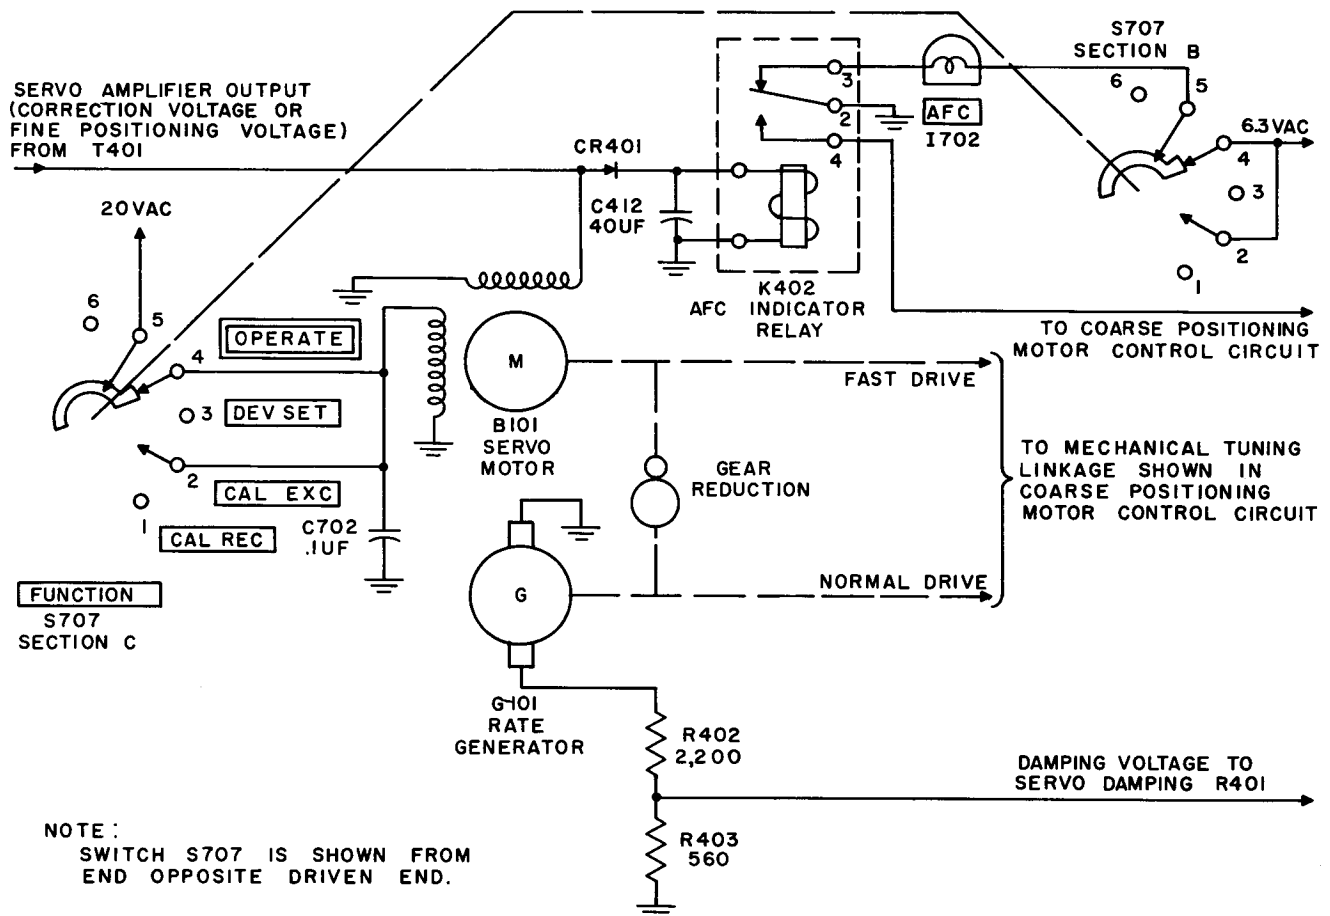 S707
SECTION B
SERVO AMPLIFIER OUTPUT
(CORRECTION VOLTAGE OR
FINE POSITIONING VOLTAGE)
FROM T401
3
2
4
AFC
I702
6
5
4
3
2
1
6.3VAC
CR401
C412
40UF
K402
AFC INDICATOR
RELAY
20VAC
6
5
4
3
2
1
OPERATE
DEV SET
CAL EXC
CAL REC
TO COARSE POSITIONING
MOTOR CONTROL CIRCUIT
M
B101
SERVO
MOTOR
FAST DRIVE
GEAR
REDUCTION
TO MECHANICAL TUNING
LINKAGE SHOWN IN
COARSE POSITIONING
MOTOR CONTROL CIRCUIT
C702
.1UF
FUNCTION
S707
SECTION C
G
NORMAL DRIVE
G-101
RATE
GENERATOR
R402
2,200
DAMPING VOLTAGE TO
SERVO DAMPING R401
R403
560
NOTE:
SWITCH S707 IS SHOWN FROM
END OPPOSITE DRIVEN END.